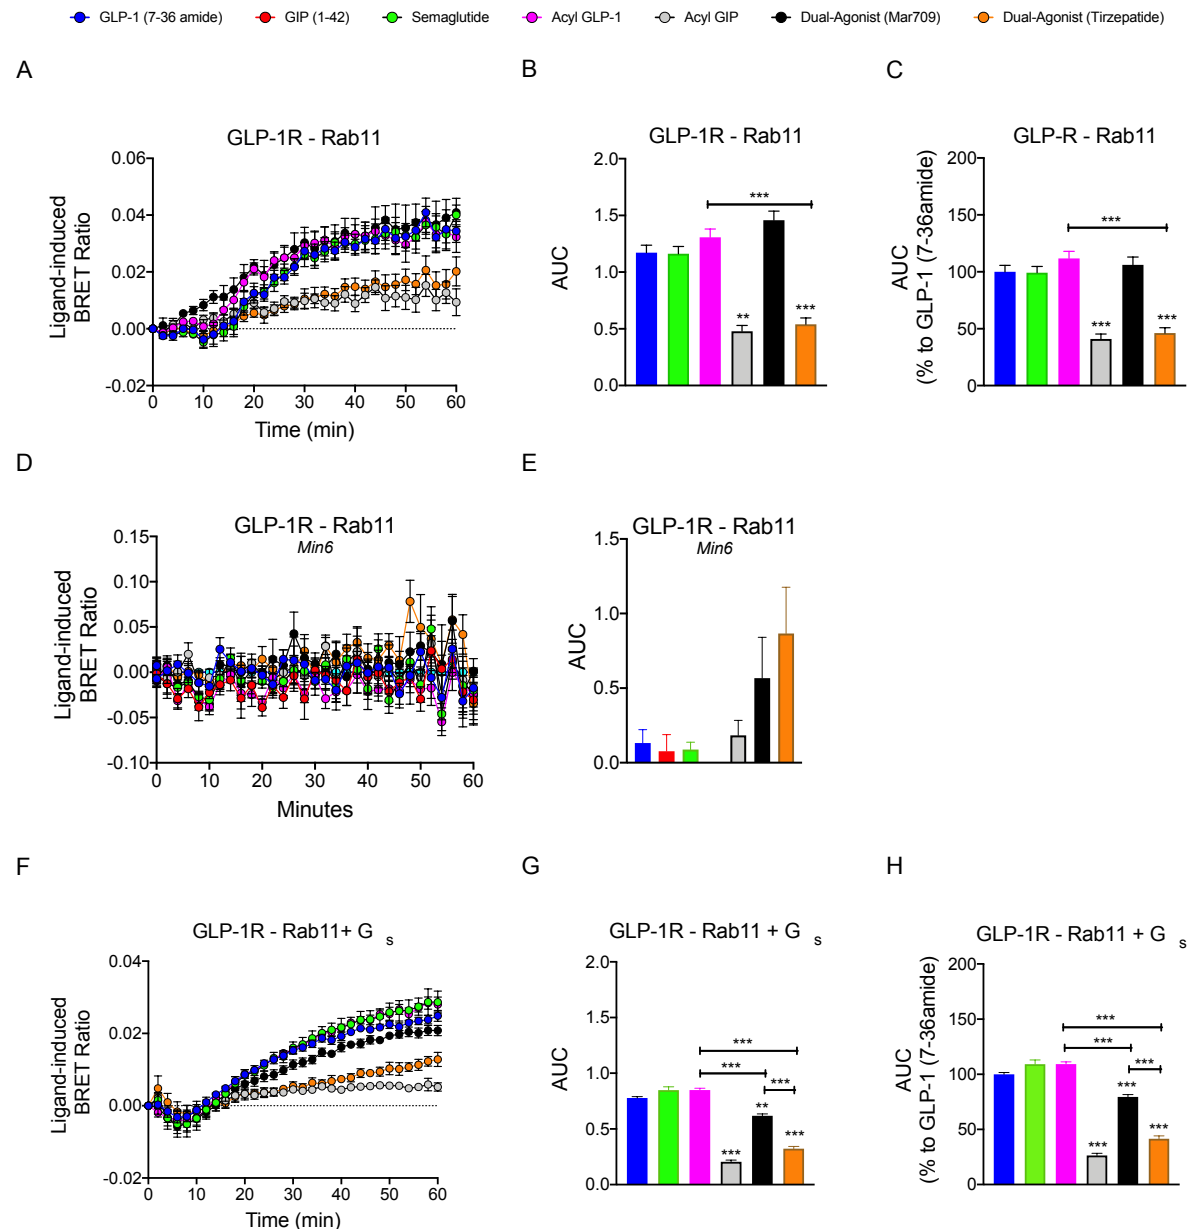 GLP-1 (7-36 amide) GIP (1-42) Semaglutide Acyl GLP-1 Acyl GIP Dual-Agonist (Mar709) Dual-Agonist (Tirzepatide)
A B C
GLP-1R - Rab11
Ligand-induced
BRET Ratio
0.06
0.04
0.02
0.00
-0.02
0 10 20 30 40 50 60
Time (min)
GLP-1R - Rab11
AUC
2.0
1.5
1.0
0.5
0.0
***
**
***
GLP-R - Rab11
AUC
(% to GLP-1 (7-36amide)
200
150
100
50
0
***
***
***
D E
GLP-1R - Rab11
Min6
Ligand-induced
BRET Ratio
0.15
0.10
0.05
0.00
-0.05
-0.10
0 10 20 30 40 50 60
Minutes
GLP-1R - Rab11
Min6
AUC
1.5
1.0
0.5
0.0
F G H
GLP-1R - Rab11+ G s
Ligand-induced
BRET Ratio
0.04
0.02
0.00
-0.02
0 10 20 30 40 50 60
Time (min)
GLP-1R - Rab11 + G s
AUC
2.0
1.5
1.0
0.5
0.0
***
***
***
**
***
***
GLP-1R - Rab11 + G s
AUC
(% to GLP-1 (7-36amide)
200
150
100
50
0
***
***
***
***
***
***